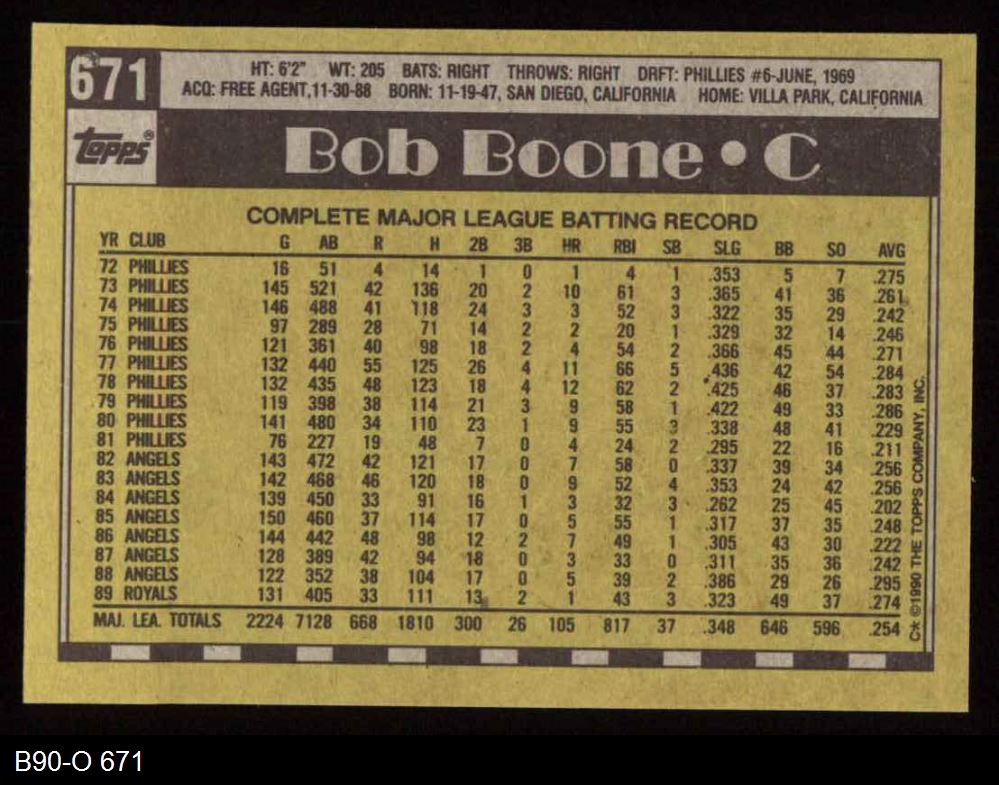 671
HT: 6'2" WT: 205 BATS: RIGHT THROWS: RIGHT DRFT: PHILLIES #6-JUNE, 1969
ACQ: FREE AGENT,11-30-88 BORN: 11-19-47, SAN DIEGO, CALIFORNIA HOME: VILLA PARK, CALIFORNIA
Topps®
Bob Boone • C
COMPLETE MAJOR LEAGUE BATTING RECORD
YR CLUB G AB R H 2B 3B HR RBI SB SLG BB SO AVG
72 PHILLIES 16 51 4 14 1 0 1 4 1 .353 5 7 .275
73 PHILLIES 145 521 42 136 20 2 10 61 3 .365 41 36 .261
74 PHILLIES 146 488 41 118 24 3 3 52 3 .322 35 29 .242
75 PHILLIES 97 289 28 71 14 2 2 20 1 .329 32 14 .246
76 PHILLIES 121 361 40 98 18 2 4 54 2 .366 45 44 .271
77 PHILLIES 132 440 55 125 26 4 11 66 5 .436 42 54 .284
78 PHILLIES 132 435 48 123 18 4 12 62 2 .425 46 37 .283
79 PHILLIES 119 398 38 114 21 3 9 58 1 .422 49 33 .286
80 PHILLIES 141 480 34 110 23 1 9 55 3 .338 48 41 .229
81 PHILLIES 76 227 19 48 7 0 4 24 2 .295 22 16 .211
82 ANGELS 143 472 42 121 17 0 7 58 0 .337 39 34 .256
83 ANGELS 142 468 46 120 18 0 9 52 4 .353 24 42 .256
84 ANGELS 139 450 33 91 16 1 3 32 3 .262 25 45 .202
85 ANGELS 150 460 37 114 17 0 5 55 1 .317 37 35 .248
86 ANGELS 144 442 48 98 12 2 7 49 1 .305 43 30 .222
87 ANGELS 128 389 42 94 18 0 3 33 0 .311 35 36 .242
88 ANGELS 122 352 38 104 17 0 5 39 2 .386 29 26 .295
89 ROYALS 131 405 33 111 13 2 1 43 3 .323 49 37 .274
MAJ. LEA. TOTALS 2224 7128 668 1810 300 26 105 817 37 .348 646 596 .254
C* ©1990 THE TOPPS COMPANY, INC.
B90-O 671